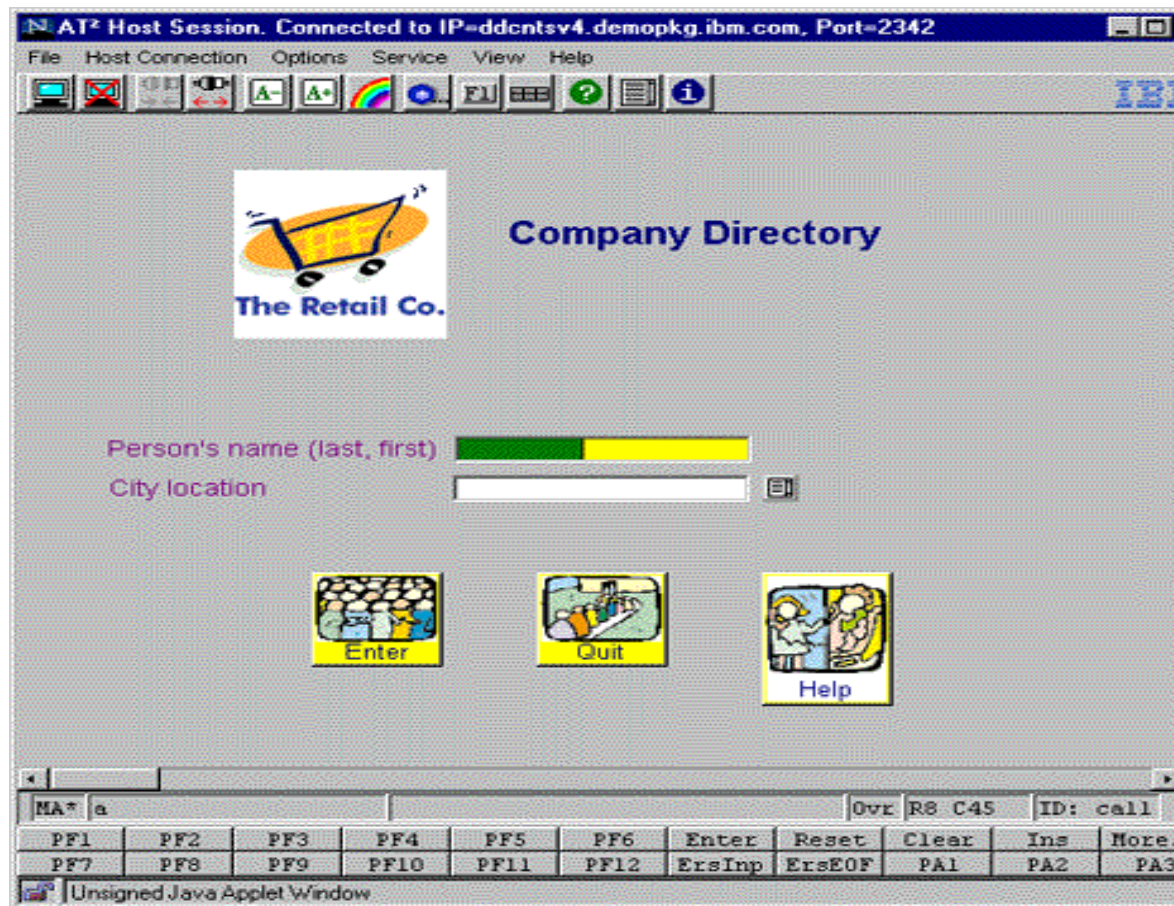 AT² Host Session. Connected to IP=ddcntsv4.demopkg.ibm.com, Port=2342
File Host Connection Options Service View Help
A- A+ F1 ? i
Company Directory
The Retail Co.
Person's name (last, first)
City location
Enter Quit
Help
MA* a Ovr R8 C45 ID: call
PF1 PF2 PF3 PF4 PF5 PF6 Enter Reset Clear Ins More.
PF7 PF8 PF9 PF10 PF11 PF12 ErsInp ErsEOF PA1 PA2 PA3
Unsigned Java Applet Window